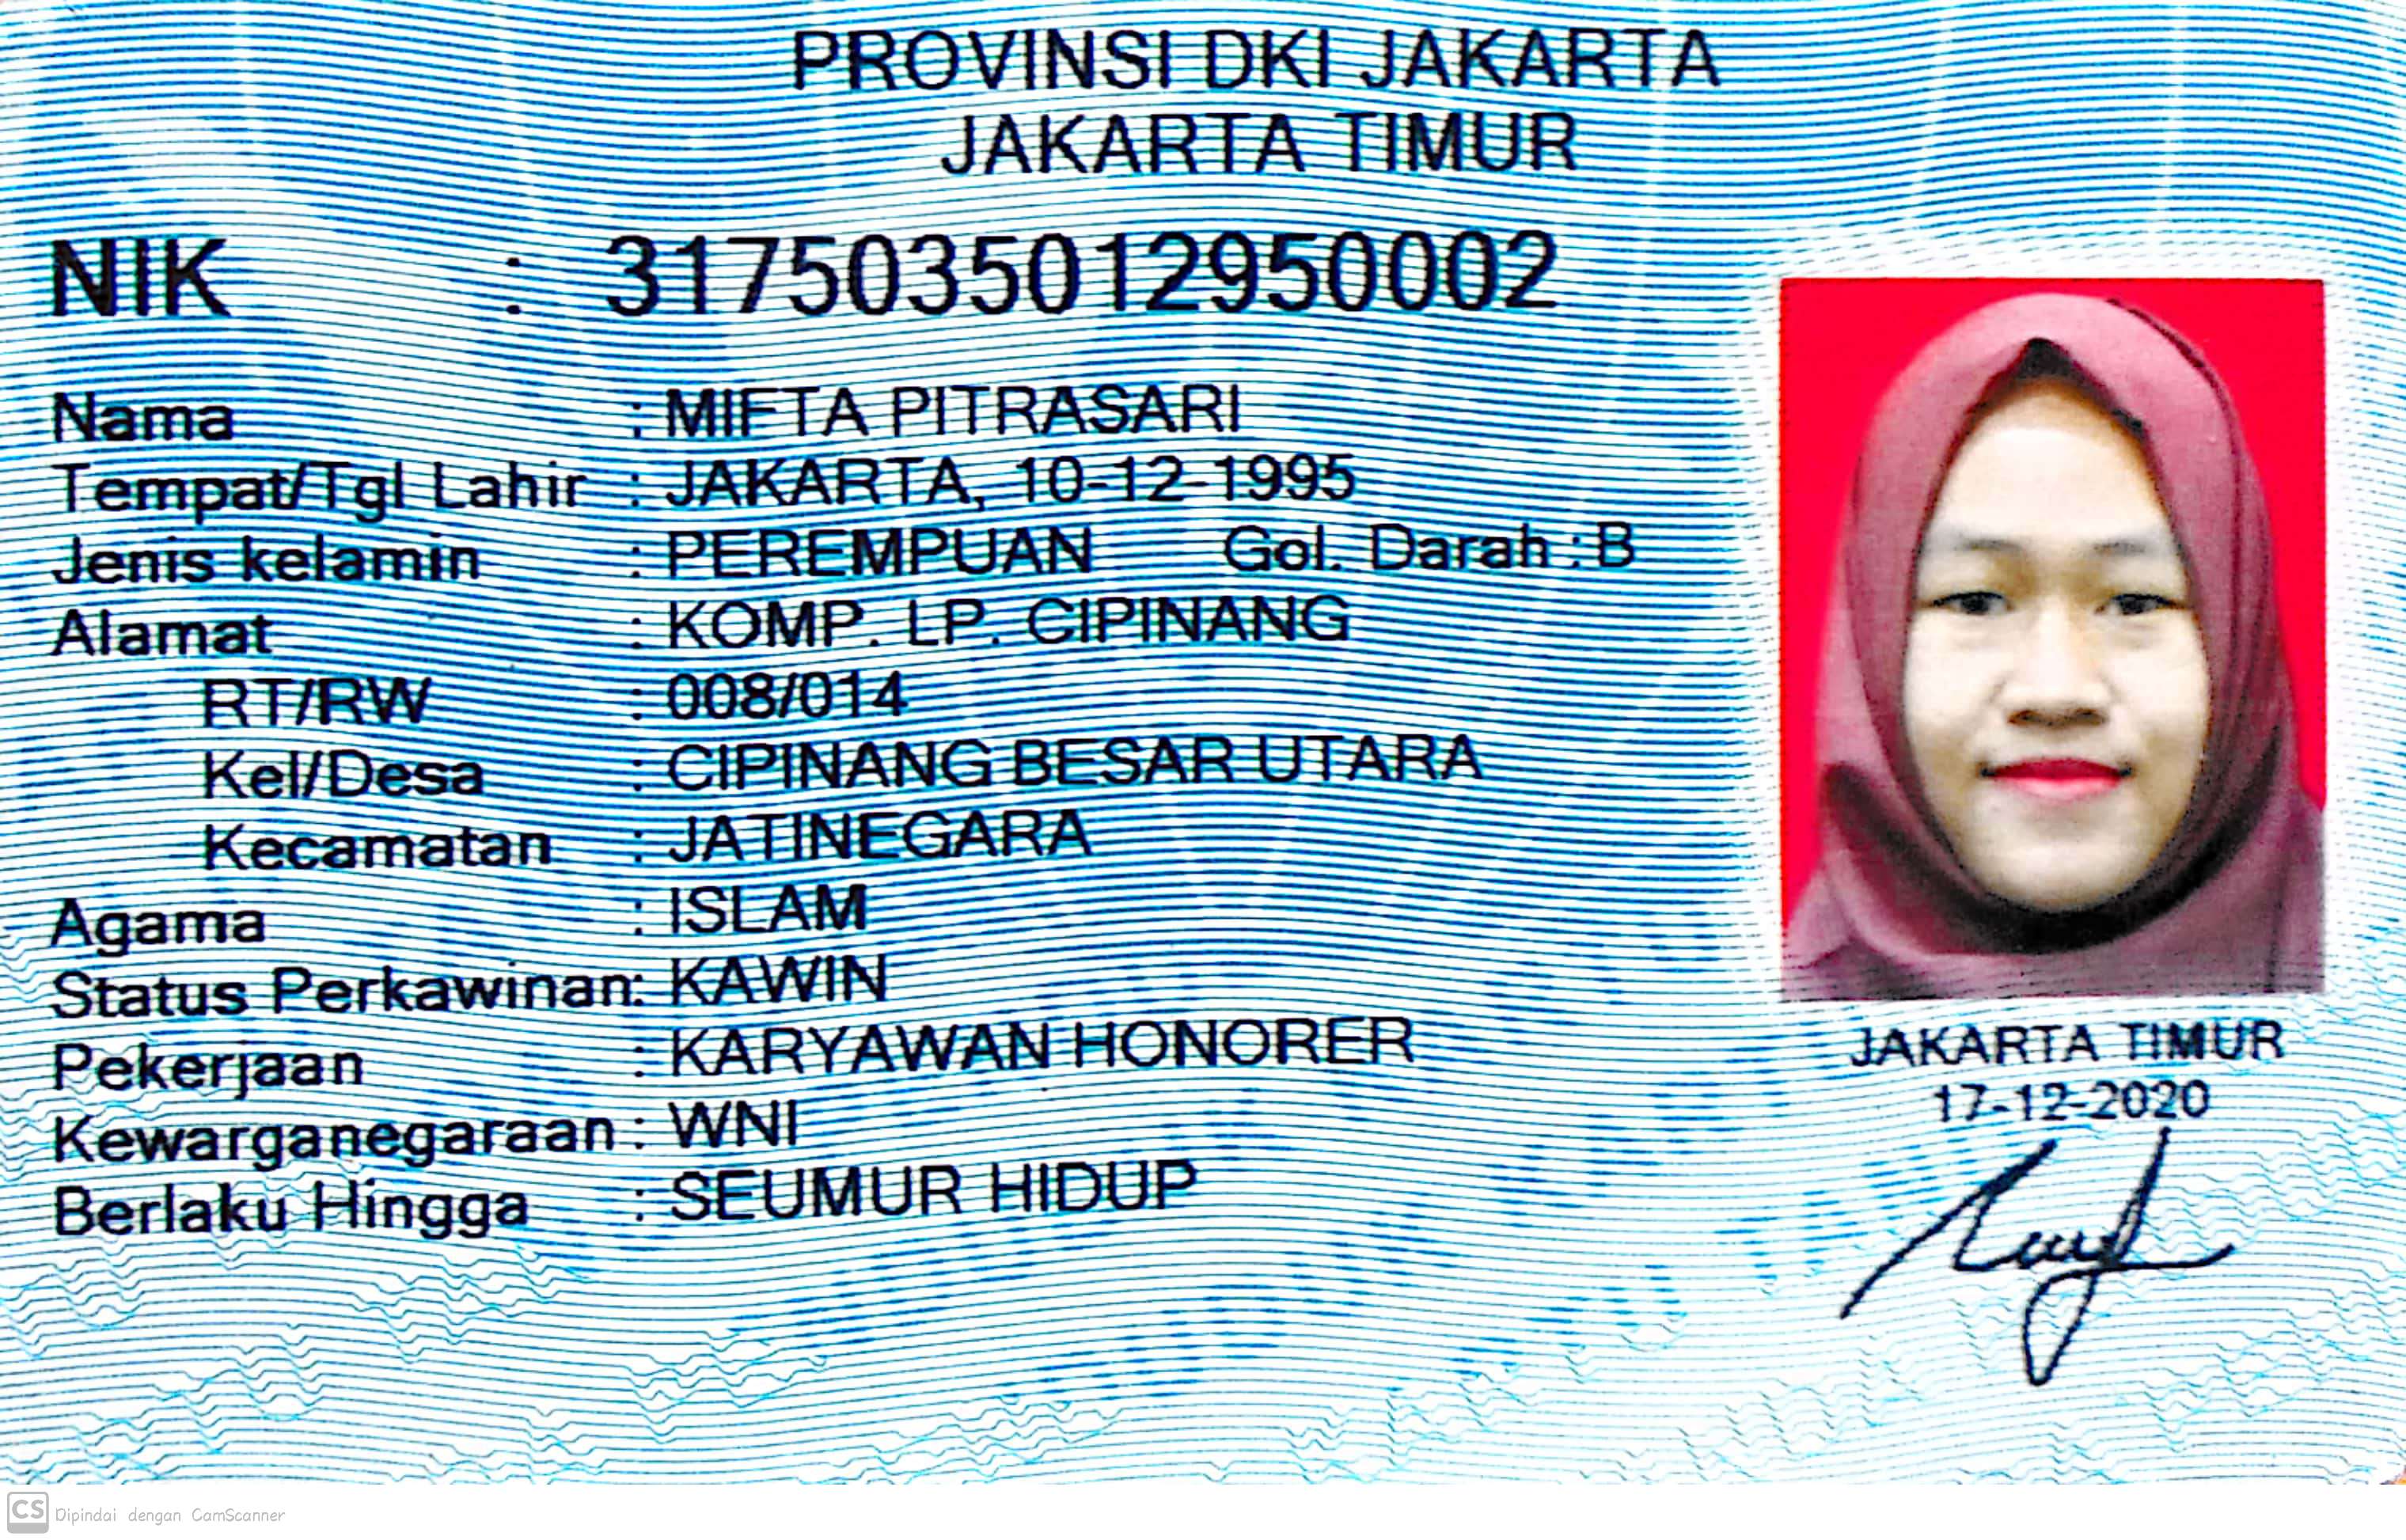 PROVINSI DKI JAKARTA
JAKARTA TIMUR
NIK : 3175035012950002
Nama : MIFTA PITRASARI
Tempat/Tgl Lahir : JAKARTA, 10-12-1995
Jenis kelamin : PEREMPUAN Gol. Darah : B
Alamat : KOMP. LP. CIPINANG
RT/RW : 008/014
Kel/Desa : CIPINANG BESAR UTARA
Kecamatan : JATINEGARA
Agama : ISLAM
Status Perkawinan: KAWIN
Pekerjaan : KARYAWAN HONORER
Kewarganegaraan : WNI
Berlaku Hingga : SEUMUR HIDUP
JAKARTA TIMUR
17-12-2020
CS Dipindai dengan CamScanner